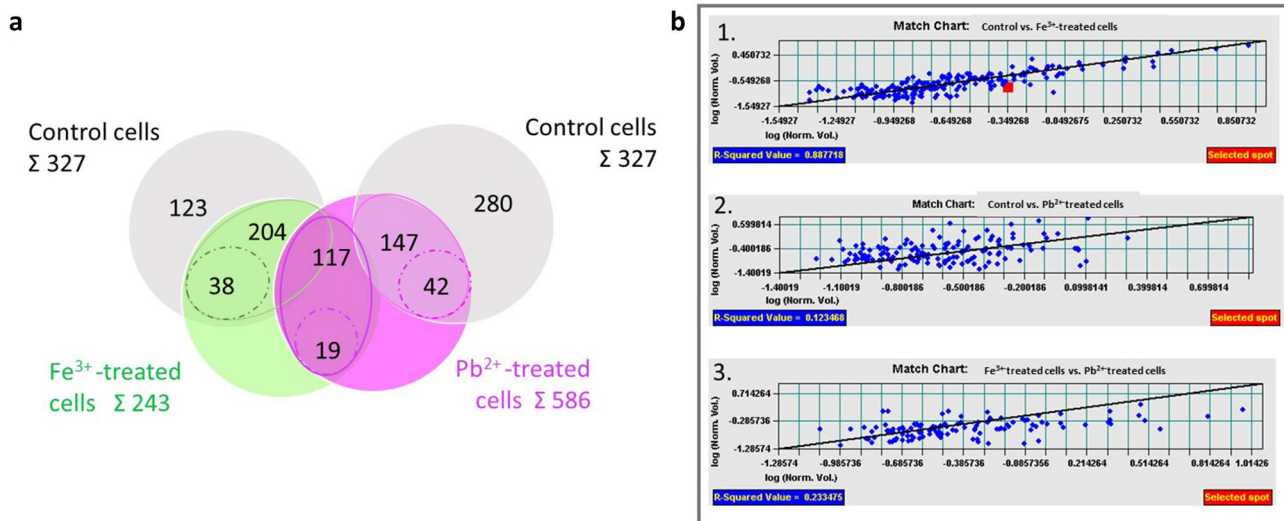 a
Control cells
Σ 327
Control cells
Σ 327
123
204
117
147
280
38
42
19
Fe³⁺-treated
cells Σ 243
Pb²⁺-treated
cells Σ 586
b
1.
Match Chart: Control vs. Fe³⁺-treated cells
log (Norm. Vol.)
0.450732
-0.549268
-1.54927
-1.54927 -1.24927 -0.949268 -0.649268 -0.349268 -0.0492675 0.250732 0.550732 0.850732
log (Norm. Vol.)
R-Squared Value = 0.887718
Selected spot
2.
Match Chart: Control vs. Pb²⁺-treated cells
log (Norm. Vol.)
0.599814
-0.400186
-1.40019
-1.40019 -1.10019 -0.800186 -0.500186 -0.200186 0.0998141 0.399814 0.699814
log (Norm. Vol.)
R-Squared Value = 0.123468
Selected spot
3.
Match Chart: Fe³⁺treated cells vs. Pb²⁺treated cells
log (Norm. Vol.)
0.714264
-0.285736
-1.28574
-1.28574 -0.985736 -0.685736 -0.385736 -0.0857356 0.214264 0.514264 0.814264 1.01426
log (Norm. Vol.)
R-Squared Value = 0.233475
Selected spot